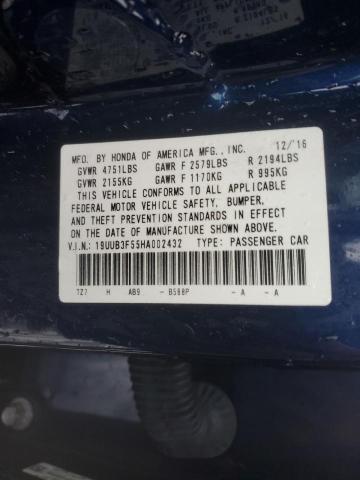 MFD. BY HONDA OF AMERICA MFG., INC. 12/16
GVWR 4751LBS GAWR F 2579LBS R 2194LBS
GVWR 2155KG GAWR F 1170KG R 995KG
THIS VEHICLE CONFORMS TO ALL APPLICABLE
FEDERAL MOTOR VEHICLE SAFETY, BUMPER,
AND THEFT PREVENTION STANDARDS IN EFFECT
ON THE DATE OF MANUFACTURE SHOWN ABOVE.
V.I.N.: 19UUB3F55HA002432 TYPE: PASSENGER CAR
TZ7 H AB9 - B588P - A - A